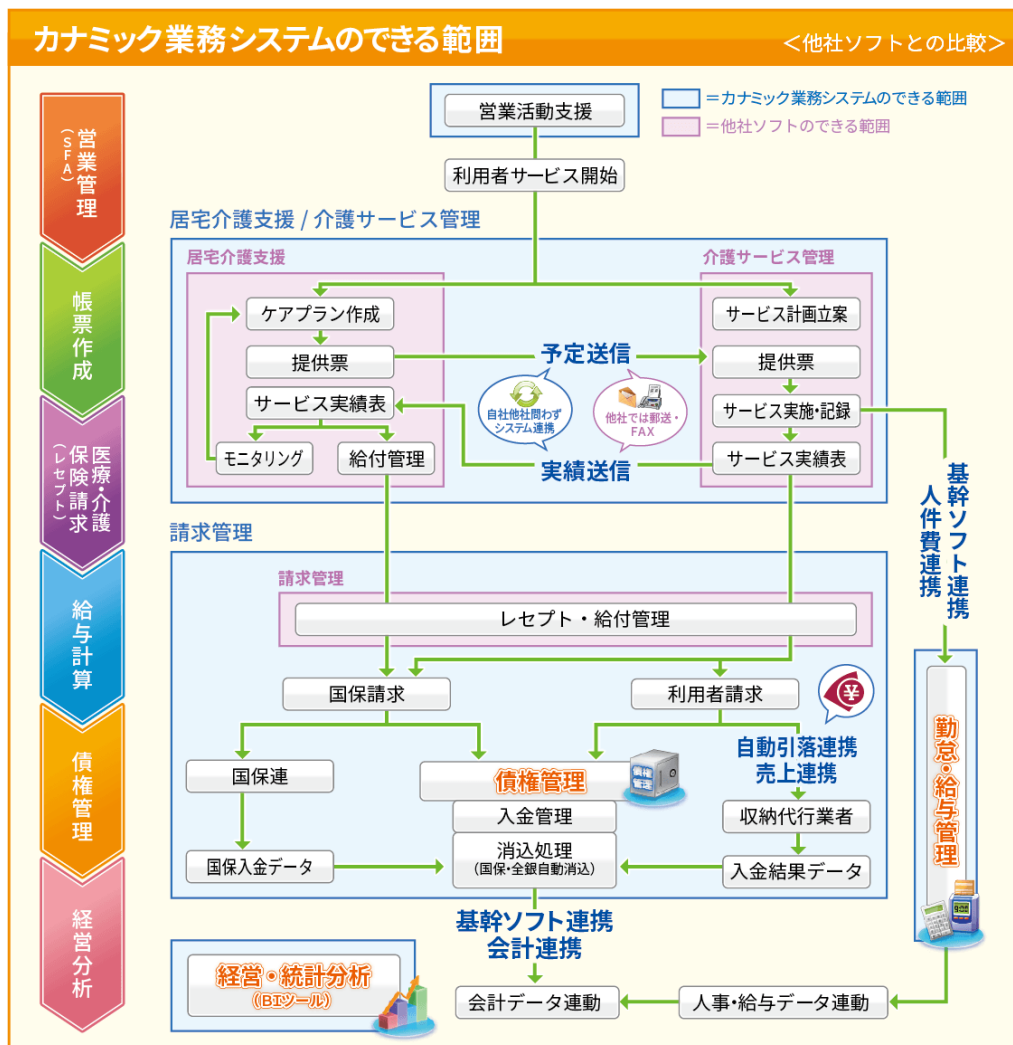 カナミック業務システムのできる範囲
＜他社ソフトとの比較＞
営業活動支援
＝カナミック業務システムのできる範囲
＝他社ソフトのできる範囲
営業管理
（SFA）
利用者サービス開始
居宅介護支援 / 介護サービス管理
居宅介護支援
介護サービス管理
帳票作成
ケアプラン作成
サービス計画立案
提供票
予定送信
提供票
サービス実績表
自社他社問わず
システム連携
他社では郵送・
FAX
サービス実施・記録
モニタリング
給付管理
実績送信
サービス実績表
医療・介護
保険請求
（レセプト）
基幹ソフト連携
人件費連携
請求管理
請求管理
レセプト・給付管理
給与計算
国保請求
利用者請求
勤怠・給与管理
自動引落連携
売上連携
債権管理
国保連
債権管理
債権
管理
入金管理
収納代行業者
消込処理
（国保・全銀自動消込）
国保入金データ
入金結果データ
基幹ソフト連携
会計連携
経営分析
経営・統計分析
（BIツール）
会計データ連動
人事・給与データ連動